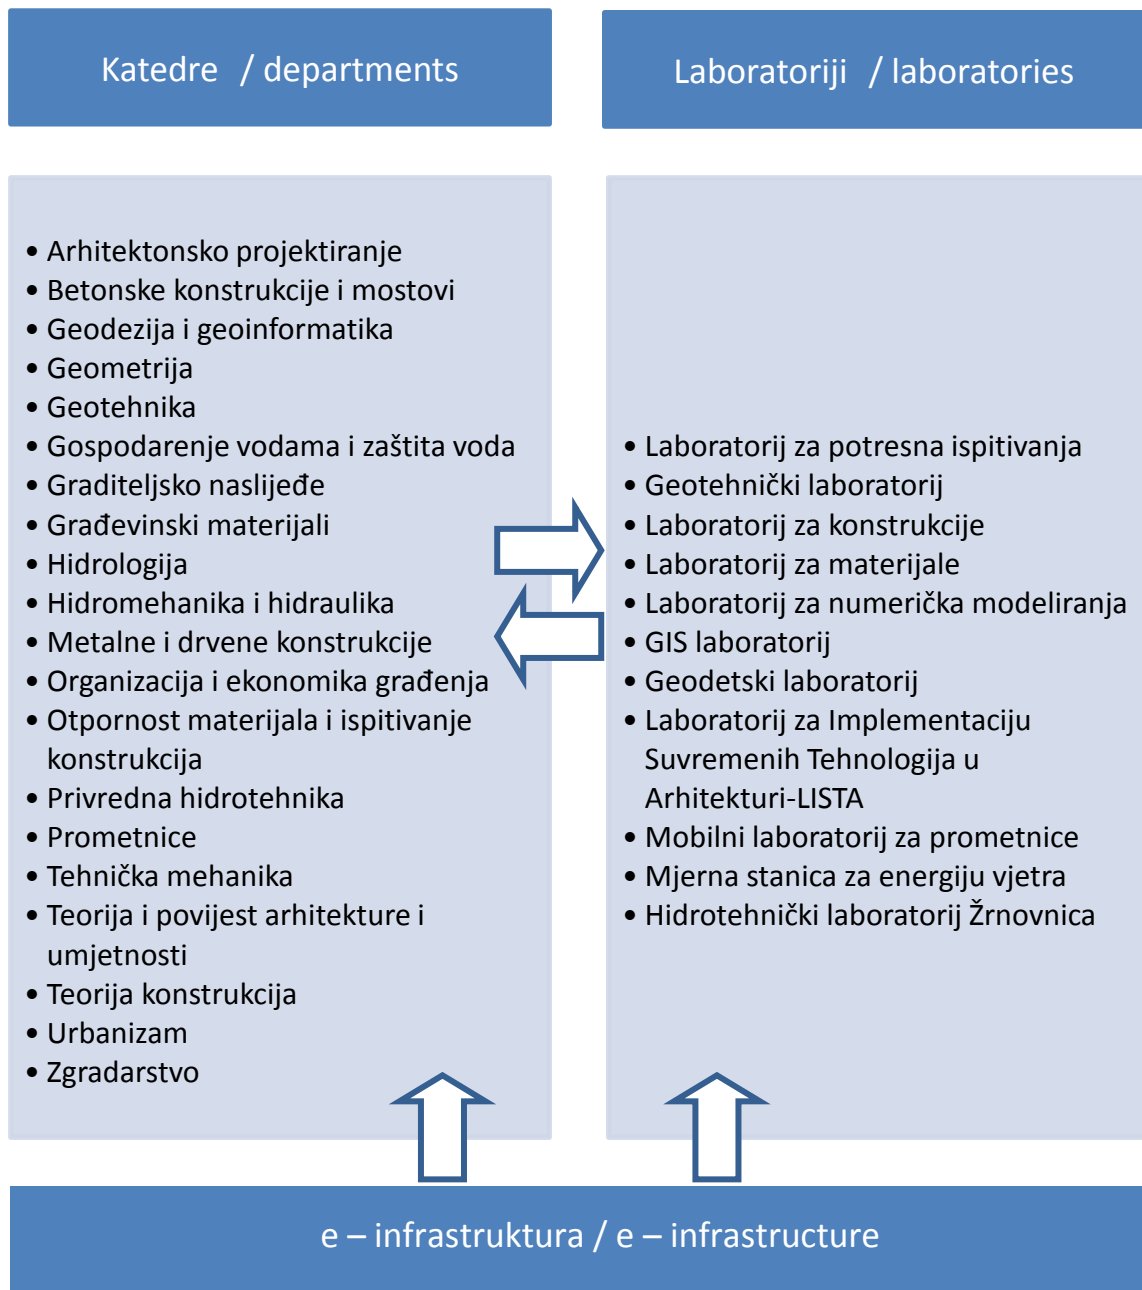 Katedre / departments
Laboratoriji / laboratories
• Arhitektonsko projektiranje
• Betonske konstrukcije i mostovi
• Geodezija i geoinformatika
• Geometrija
• Geotehnika
• Gospodarenje vodama i zaštita voda
• Graditeljsko naslijeđe
• Građevinski materijali
• Hidrologija
• Hidromehanika i hidraulika
• Metalne i drvene konstrukcije
• Organizacija i ekonomika građenja
• Otpornost materijala i ispitivanje
konstrukcija
• Privredna hidrotehnika
• Prometnice
• Tehnička mehanika
• Teorija i povijest arhitekture i
umjetnosti
• Teorija konstrukcija
• Urbanizam
• Zgradarstvo
• Laboratorij za potresna ispitivanja
• Geotehnički laboratorij
• Laboratorij za konstrukcije
• Laboratorij za materijale
• Laboratorij za numerička modeliranja
• GIS laboratorij
• Geodetski laboratorij
• Laboratorij za Implementaciju
Suvremenih Tehnologija u
Arhitekturi-LISTA
• Mobilni laboratorij za prometnice
• Mjerna stanica za energiju vjetra
• Hidrotehnički laboratorij Žrnovnica
e – infrastruktura / e – infrastructure